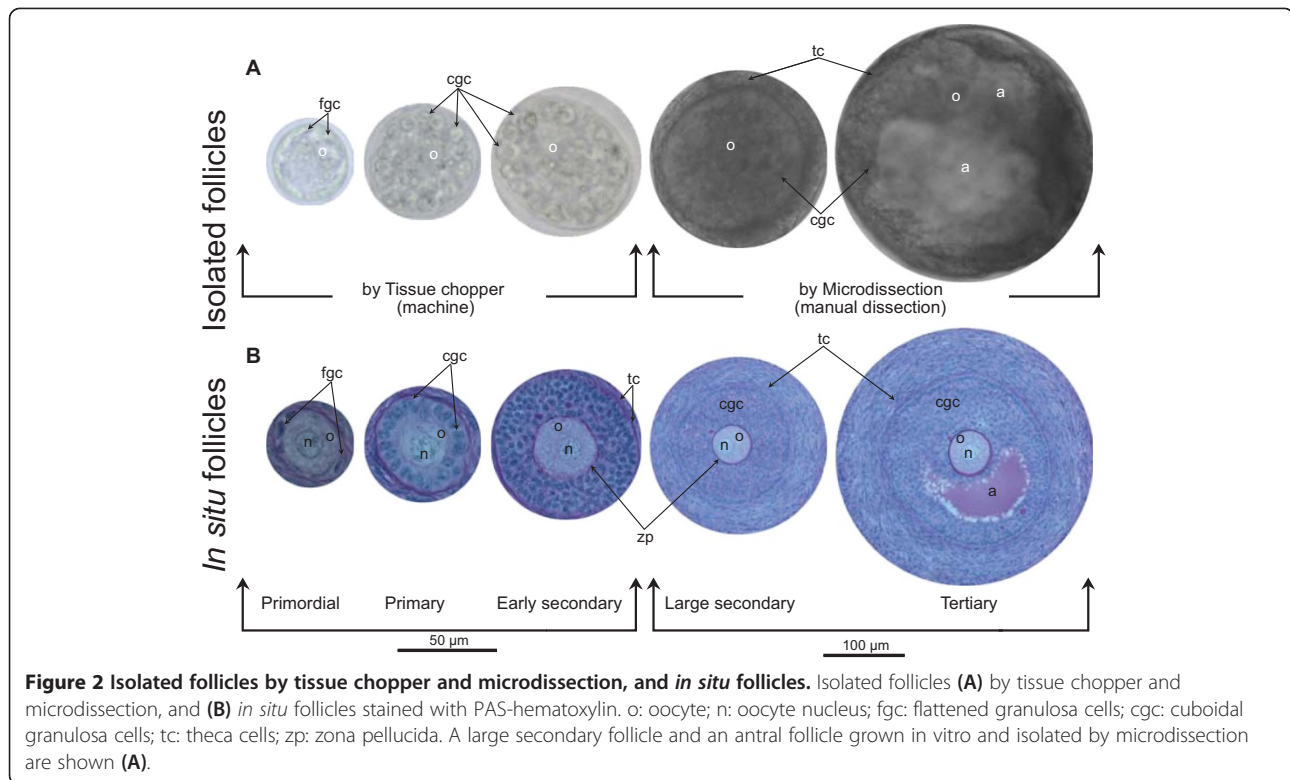 A
Isolated follicles
fgc
cgc
tc
o
o
o
o
o
a
a
cgc
by Tissue chopper
(machine)
by Microdissection
(manual dissection)
B
In situ follicles
fgc
cgc
tc
tc
n
o
n
o
o
n
cgc
n
o
cgc
o
n
a
zp
Primordial
Primary
Early secondary
Large secondary
Tertiary
50 µm
100 µm
Figure 2 Isolated follicles by tissue chopper and microdissection, and in situ follicles. Isolated follicles (A) by tissue chopper and
microdissection, and (B) in situ follicles stained with PAS-hematoxylin. o: oocyte; n: oocyte nucleus; fgc: flattened granulosa cells; cgc: cuboidal
granulosa cells; tc: theca cells; zp: zona pellucida. A large secondary follicle and an antral follicle grown in vitro and isolated by microdissection
are shown (A).